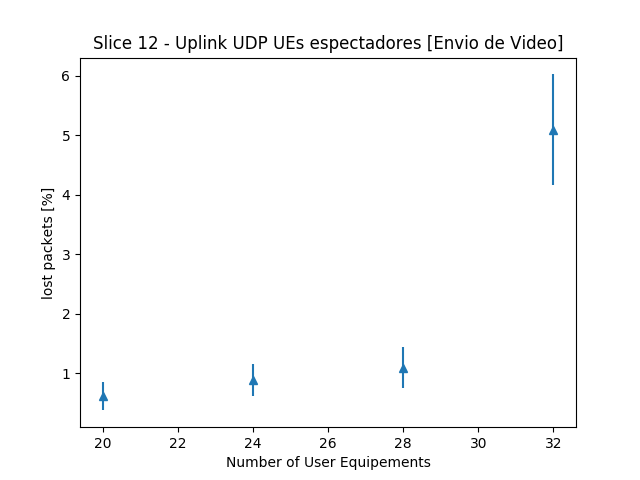 Slice 12 - Uplink UDP UEs espectadores [Envio de Video]
6
5
4
3
2
1
lost packets [%]
20 22 24 26 28 30 32
Number of User Equipements